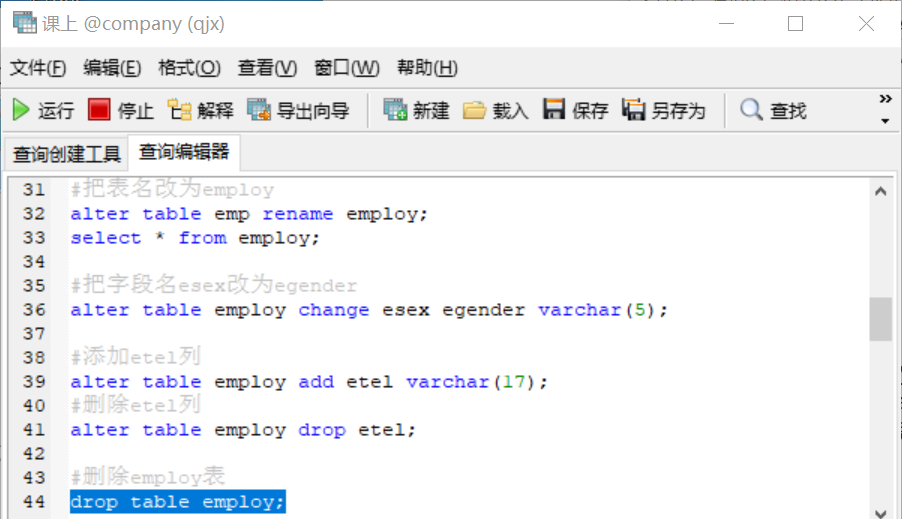 课上 @company (qjx)
文件(F) 编辑(E) 格式(O) 查看(V) 窗口(W) 帮助(H)
运行 停止 解释 导出向导 新建 载入 保存 另存为 查找 »
查询创建工具 查询编辑器
31 #把表名改为employ
32 alter table emp rename employ;
33 select * from employ;
34
35 #把字段名esex改为egender
36 alter table employ change esex egender varchar(5);
37
38 #添加etel列
39 alter table employ add etel varchar(17);
40 #删除etel列
41 alter table employ drop etel;
42
43 #删除employ表
44 drop table employ;